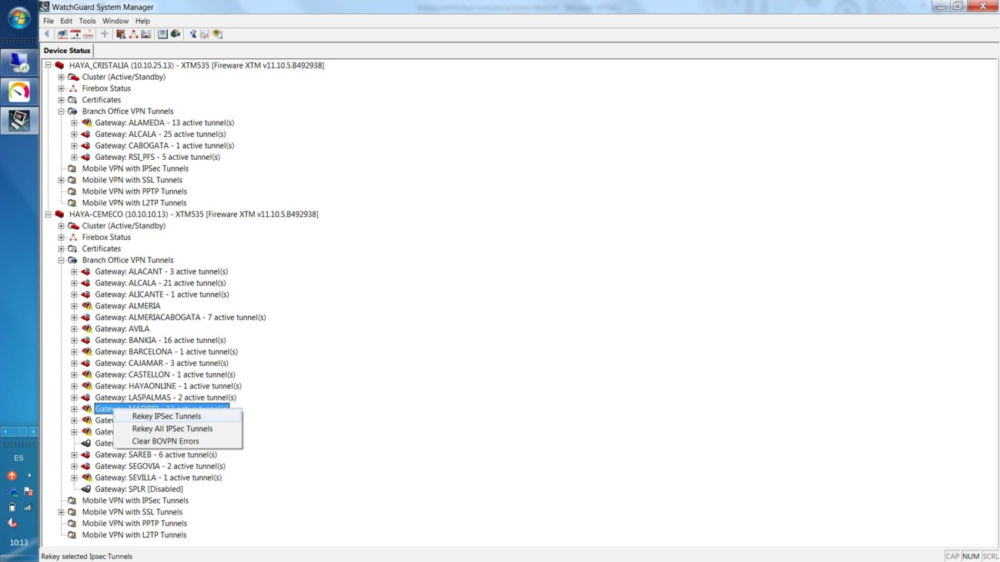 WatchGuard System Manager
File Edit Tools Window Help
Device Status
HAYA_CRISTALIA (10.10.25.13) - XTM535 [Fireware XTM v11.10.5.B492938]
Cluster (Active/Standby)
Firebox Status
Certificates
Branch Office VPN Tunnels
Gateway: ALAMEDA - 13 active tunnel(s)
Gateway: ALCALA - 25 active tunnel(s)
Gateway: CABOGATA - 1 active tunnel(s)
Gateway: RSI_PFS - 5 active tunnel(s)
Mobile VPN with IPSec Tunnels
Mobile VPN with SSL Tunnels
Mobile VPN with PPTP Tunnels
Mobile VPN with L2TP Tunnels
HAYA-CEMECO (10.10.10.13) - XTM535 [Fireware XTM v11.10.5.B492938]
Cluster (Active/Standby)
Firebox Status
Certificates
Branch Office VPN Tunnels
Gateway: ALACANT - 3 active tunnel(s)
Gateway: ALCALA - 21 active tunnel(s)
Gateway: ALICANTE - 1 active tunnel(s)
Gateway: ALMERIA
Gateway: ALMERIACABOGATA - 7 active tunnel(s)
Gateway: AVILA
Gateway: BANKIA - 16 active tunnel(s)
Gateway: BARCELONA - 1 active tunnel(s)
Gateway: CAJAMAR - 3 active tunnel(s)
Gateway: CASTELLON - 1 active tunnel(s)
Gateway: HAYAONLINE - 1 active tunnel(s)
Gateway: LASPALMAS - 2 active tunnel(s)
Gateway: MADRID - 12 active tunnel(s)
Rekey IPSec Tunnels
Gatew
Rekey All IPSec Tunnels
Gatew
Clear BOVPN Errors
Gatew
Gateway: SAREB - 6 active tunnel(s)
Gateway: SEGOVIA - 2 active tunnel(s)
Gateway: SEVILLA - 1 active tunnel(s)
Gateway: SPLR [Disabled]
Mobile VPN with IPSec Tunnels
Mobile VPN with SSL Tunnels
Mobile VPN with PPTP Tunnels
Mobile VPN with L2TP Tunnels
ES
10:13
Rekey selected Ipsec Tunnels
CAP NUM SCRL